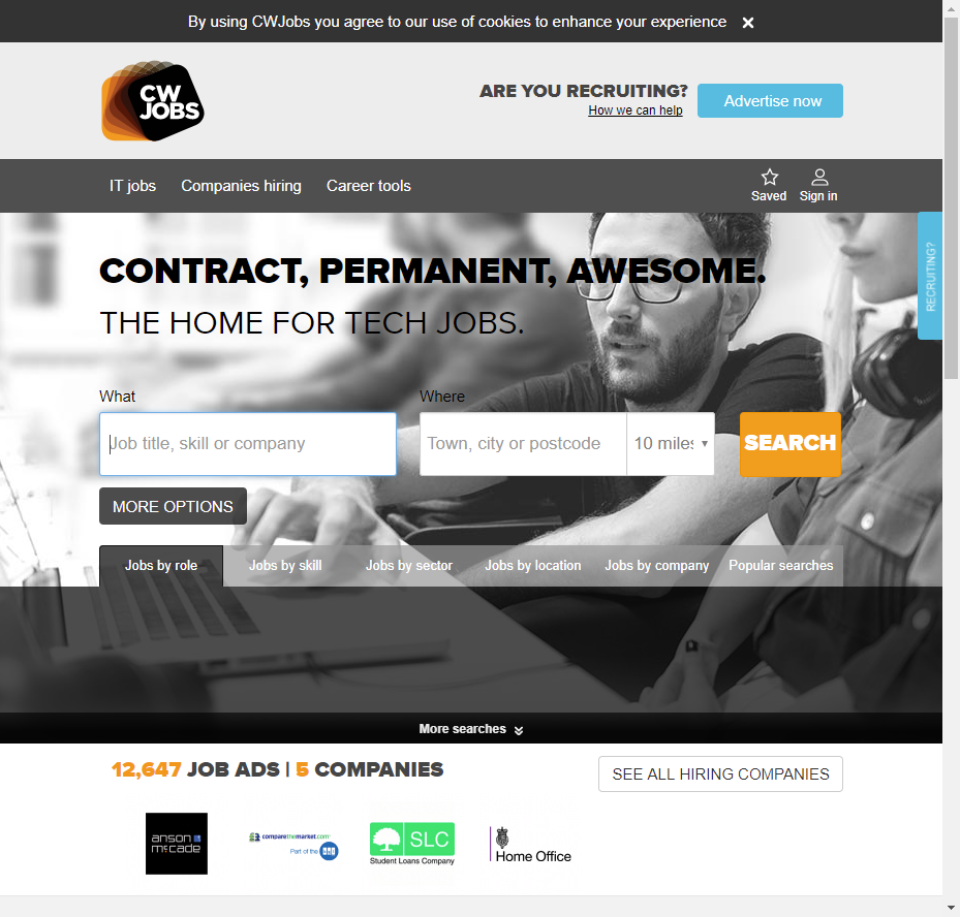 By using CWJobs you agree to our use of cookies to enhance your experience ×
CW
JOBS
ARE YOU RECRUITING?
How we can help
Advertise now
IT jobs Companies hiring Career tools
Saved Sign in
RECRUITING?
CONTRACT, PERMANENT, AWESOME.
THE HOME FOR TECH JOBS.
What Where
Job title, skill or company Town, city or postcode 10 miles
SEARCH
MORE OPTIONS
Jobs by role Jobs by skill Jobs by sector Jobs by location Jobs by company Popular searches
More searches
12,647 JOB ADS | 5 COMPANIES
SEE ALL HIRING COMPANIES
anson
mccade
comparethemarket.com
Part of the
SLC
Student Loans Company
Home Office